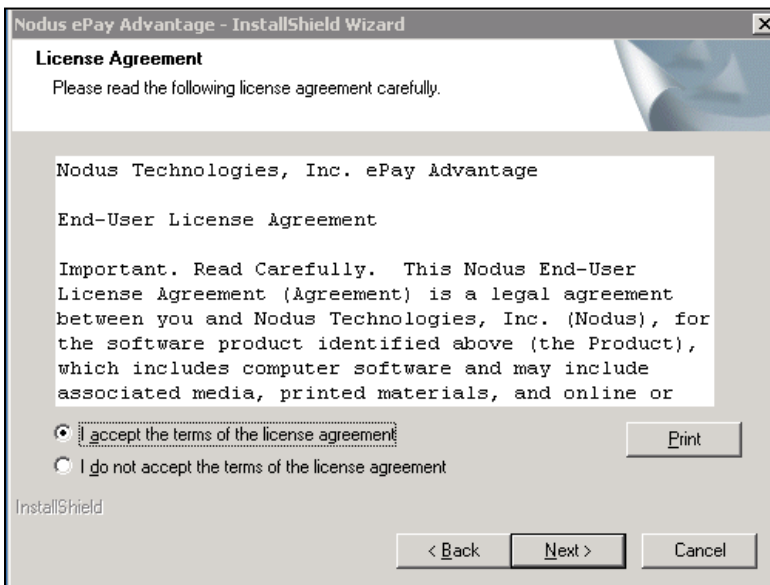 Nodus ePay Advantage - InstallShield Wizard
License Agreement
Please read the following license agreement carefully.
Nodus Technologies, Inc. ePay Advantage
End-User License Agreement
Important. Read Carefully.  This Nodus End-User
License Agreement (Agreement) is a legal agreement
between you and Nodus Technologies, Inc. (Nodus), for
the software product identified above (the Product),
which includes computer software and may include
associated media, printed materials, and online or
I accept the terms of the license agreement
Print
I do not accept the terms of the license agreement
InstallShield
< Back
Next >
Cancel